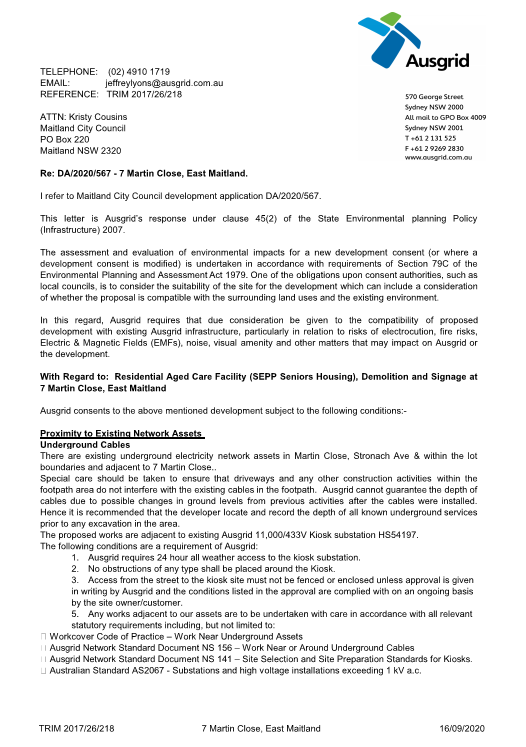 Ausgrid
TELEPHONE: (02) 4910 1719
EMAIL: jeffreylyons@ausgrid.com.au
REFERENCE: TRIM 2017/26/218
570 George Street
Sydney NSW 2000
All mail to GPO Box 4009
Sydney NSW 2001
T +61 2 131 525
F +61 2 9269 2830
www.ausgrid.com.au
ATTN: Kristy Cousins
Maitland City Council
PO Box 220
Maitland NSW 2320
Re: DA/2020/567 - 7 Martin Close, East Maitland.
I refer to Maitland City Council development application DA/2020/567.
This letter is Ausgrid's response under clause 45(2) of the State Environmental planning Policy
(Infrastructure) 2007.
The assessment and evaluation of environmental impacts for a new development consent (or where a
development consent is modified) is undertaken in accordance with requirements of Section 79C of the
Environmental Planning and Assessment Act 1979. One of the obligations upon consent authorities, such as
local councils, is to consider the suitability of the site for the development which can include a consideration
of whether the proposal is compatible with the surrounding land uses and the existing environment.
In this regard, Ausgrid requires that due consideration be given to the compatibility of proposed
development with existing Ausgrid infrastructure, particularly in relation to risks of electrocution, fire risks,
Electric & Magnetic Fields (EMFs), noise, visual amenity and other matters that may impact on Ausgrid or
the development.
With Regard to: Residential Aged Care Facility (SEPP Seniors Housing), Demolition and Signage at
7 Martin Close, East Maitland
Ausgrid consents to the above mentioned development subject to the following conditions:-
Proximity to Existing Network Assets
Underground Cables
There are existing underground electricity network assets in Martin Close, Stronach Ave & within the lot
boundaries and adjacent to 7 Martin Close..
Special care should be taken to ensure that driveways and any other construction activities within the
footpath area do not interfere with the existing cables in the footpath. Ausgrid cannot guarantee the depth of
cables due to possible changes in ground levels from previous activities after the cables were installed.
Hence it is recommended that the developer locate and record the depth of all known underground services
prior to any excavation in the area.
The proposed works are adjacent to existing Ausgrid 11,000/433V Kiosk substation HS54197.
The following conditions are a requirement of Ausgrid:
1. Ausgrid requires 24 hour all weather access to the kiosk substation.
2. No obstructions of any type shall be placed around the Kiosk.
3. Access from the street to the kiosk site must not be fenced or enclosed unless approval is given
in writing by Ausgrid and the conditions listed in the approval are complied with on an ongoing basis
by the site owner/customer.
5. Any works adjacent to our assets are to be undertaken with care in accordance with all relevant
statutory requirements including, but not limited to:
□ Workcover Code of Practice – Work Near Underground Assets
□ Ausgrid Network Standard Document NS 156 – Work Near or Around Underground Cables
□ Ausgrid Network Standard Document NS 141 – Site Selection and Site Preparation Standards for Kiosks.
□ Australian Standard AS2067 - Substations and high voltage installations exceeding 1 kV a.c.
TRIM 2017/26/218 7 Martin Close, East Maitland 16/09/2020